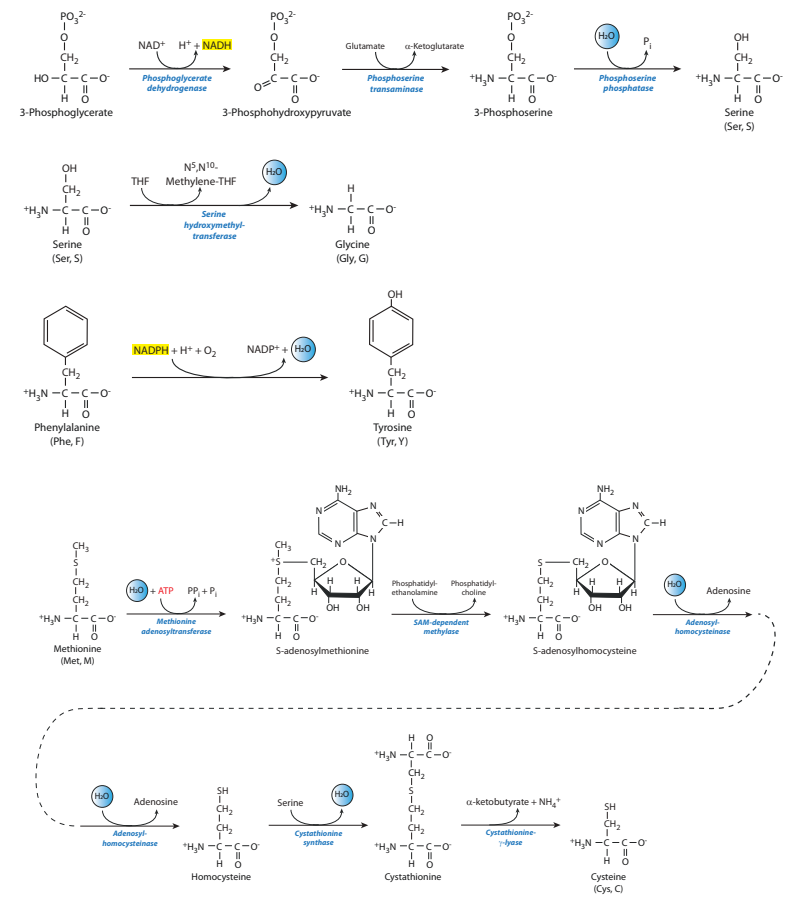 PO₃²⁻ PO₃²⁻ PO₃²⁻
O O O OH
NAD⁺ H⁺ + NADH Glutamate α-Ketoglutarate H₂O Pᵢ
CH₂ CH₂ CH₂ CH₂
HO–C–C–O⁻ O C–C–O⁻ ⁺H₃N–C–C–O⁻ ⁺H₃N–C–C–O⁻
Phosphoglycerate
dehydrogenase
Phosphoserine
transaminase
Phosphoserine
phosphatase
H O O H O H O
3-Phosphoglycerate 3-Phosphohydroxypyruvate 3-Phosphoserine Serine
(Ser, S)
OH
CH₂
⁺H₃N–C–C–O⁻
H O
Serine
(Ser, S)
THF N⁵,N¹⁰-
Methylene-THF
H₂O
Serine
hydroxymethyl-
transferase
H
⁺H₃N–C–C–O⁻
H O
Glycine
(Gly, G)
CH₂
⁺H₃N–C–C–O⁻
H O
Phenylalanine
(Phe, F)
NADPH + H⁺ + O₂ NADP⁺ + H₂O
OH
CH₂
⁺H₃N–C–C–O⁻
H O
Tyrosine
(Tyr, Y)
CH₃
S
CH₂
CH₂
⁺H₃N–C–C–O⁻
H O
Methionine
(Met, M)
H₂O + ATP PPᵢ + Pᵢ
Methionine
adenosyltransferase
NH₂
N N
C–H
N N
CH₃
⁺S CH₂ O
CH₂ H H H H
CH₂ OH OH
⁺H₃N–C–C–O⁻
H O
S-adenosylmethionine
Phosphatidyl-
ethanolamine
Phosphatidyl-
choline
SAM-dependent
methylase
NH₂
N N
C–H
N N
S CH₂ O
CH₂ H H H H
CH₂ OH OH
⁺H₃N–C–C–O⁻
H O
S-adenosylhomocysteine
H₂O Adenosine
Adenosyl-
homocysteinase
H₂O Adenosine
Adenosyl-
homocysteinase
SH
CH₂
CH₂
⁺H₃N–C–C–O⁻
H O
Homocysteine
Serine H₂O
Cystathionine
synthase
H O
⁺H₃N–C–C–O⁻
CH₂
S
CH₂
CH₂
⁺H₃N–C–C–O⁻
H O
Cystathionine
α-ketobutyrate + NH₄⁺
Cystathionine-
γ-lyase
SH
CH₂
⁺H₃N–C–C–O⁻
H O
Cysteine
(Cys, C)